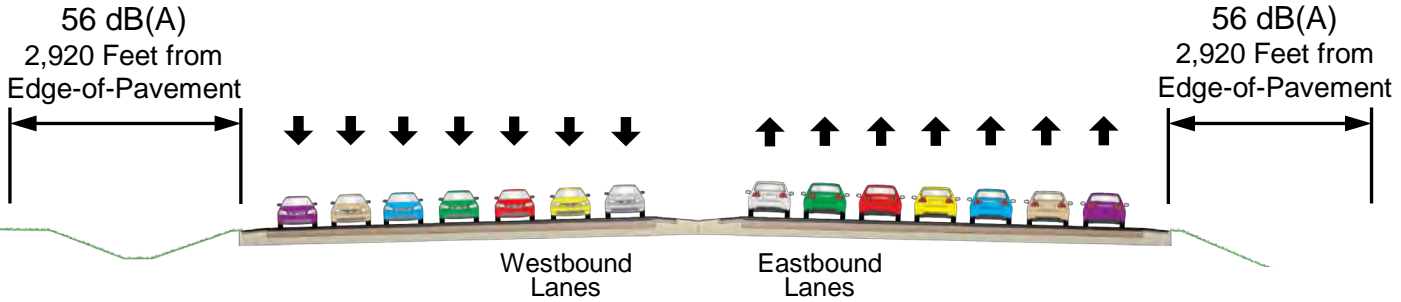 56 dB(A)
2,920 Feet from
Edge-of-Pavement
56 dB(A)
2,920 Feet from
Edge-of-Pavement
Westbound
Lanes
Eastbound
Lanes